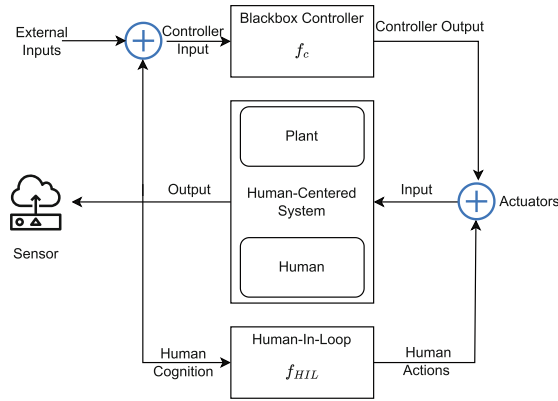 External
Inputs
Controller
Input
Blackbox Controller
f_c
Controller Output
Plant
Human-Centered
System
Human
Output
Input
Actuators
Sensor
Human
Cognition
Human-In-Loop
f_{HIL}
Human
Actions